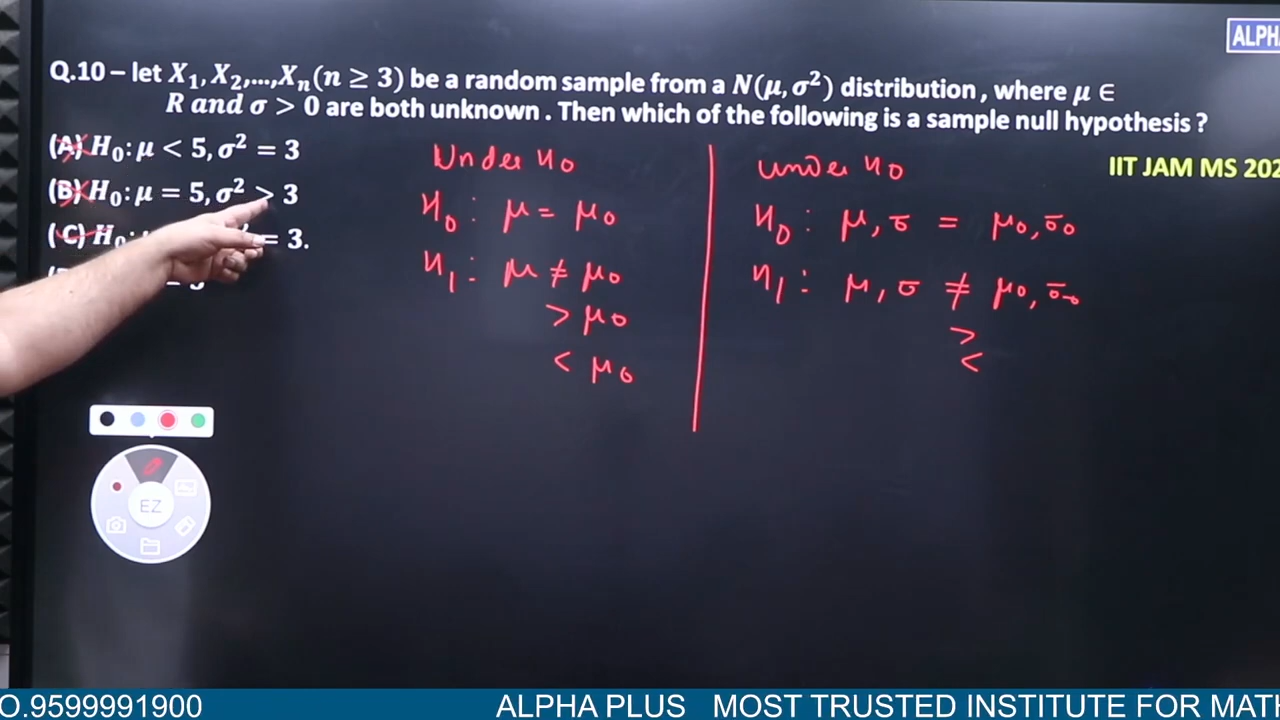 ALPHA
Q.10 – let X₁, X₂,...,Xₙ(n ≥ 3) be a random sample from a N(μ, σ²) distribution , where μ ∈
R and σ > 0 are both unknown . Then which of the following is a sample null hypothesis ?
(A) H₀: μ < 5, σ² = 3
(B) H₀: μ = 5, σ² > 3
(C) H₀: = 3.
= 5
IIT JAM MS 202
Under H₀
H₀ : μ = μ₀
H₁ : μ ≠ μ₀
> μ₀
< μ₀
under H₀
H₀ : μ, σ = μ₀, σ₀
H₁ : μ, σ ≠ μ₀, σ₀
>
<
EZ
O.9599991900 ALPHA PLUS MOST TRUSTED INSTITUTE FOR MAT